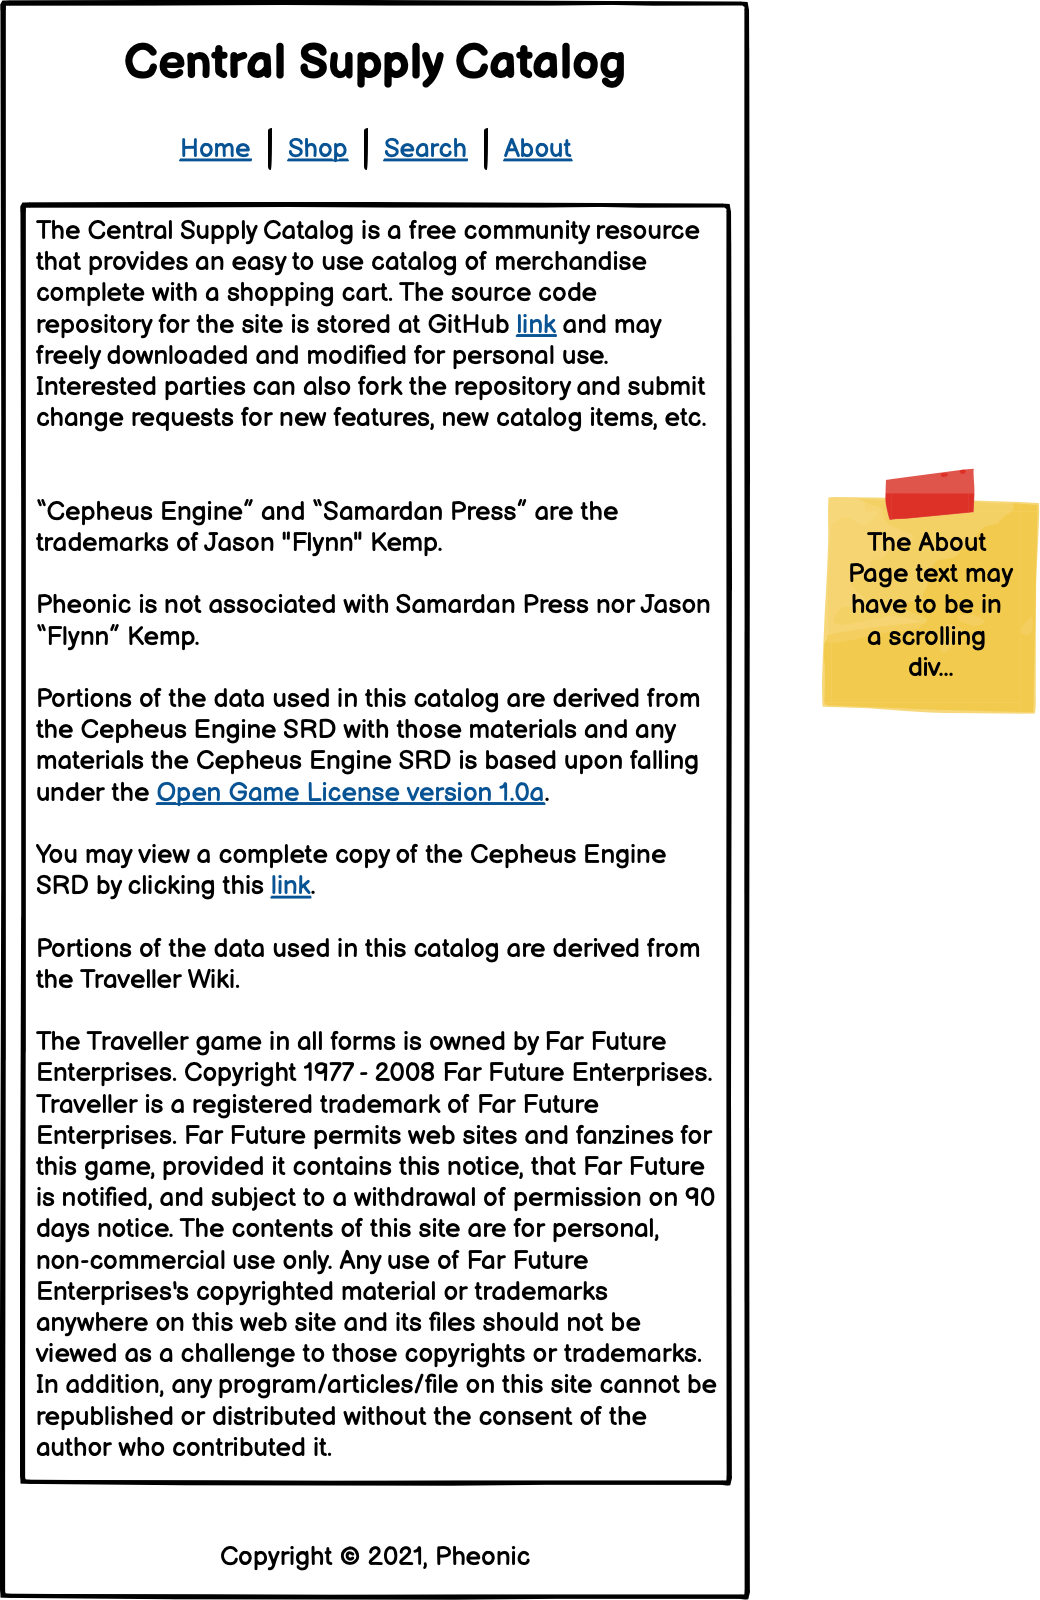 Central Supply Catalog
Home | Shop | Search | About
The Central Supply Catalog is a free community resource
that provides an easy to use catalog of merchandise
complete with a shopping cart. The source code
repository for the site is stored at GitHub link and may
freely downloaded and modified for personal use.
Interested parties can also fork the repository and submit
change requests for new features, new catalog items, etc.
“Cepheus Engine” and “Samardan Press” are the
trademarks of Jason "Flynn" Kemp.
Pheonic is not associated with Samardan Press nor Jason
“Flynn” Kemp.
Portions of the data used in this catalog are derived from
the Cepheus Engine SRD with those materials and any
materials the Cepheus Engine SRD is based upon falling
under the Open Game License version 1.0a.
You may view a complete copy of the Cepheus Engine
SRD by clicking this link.
Portions of the data used in this catalog are derived from
the Traveller Wiki.
The Traveller game in all forms is owned by Far Future
Enterprises. Copyright 1977 - 2008 Far Future Enterprises.
Traveller is a registered trademark of Far Future
Enterprises. Far Future permits web sites and fanzines for
this game, provided it contains this notice, that Far Future
is notified, and subject to a withdrawal of permission on 90
days notice. The contents of this site are for personal,
non-commercial use only. Any use of Far Future
Enterprises's copyrighted material or trademarks
anywhere on this web site and its files should not be
viewed as a challenge to those copyrights or trademarks.
In addition, any program/articles/file on this site cannot be
republished or distributed without the consent of the
author who contributed it.
Copyright © 2021, Pheonic
The About
Page text may
have to be in
a scrolling
div...